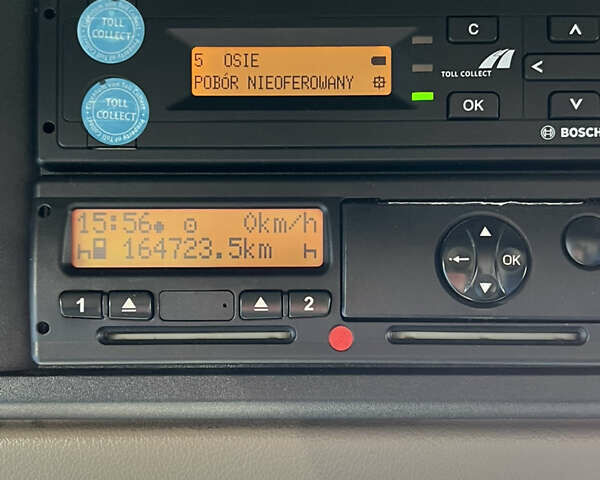 TOLL
COLLECT
TOLL
COLLECT
5 OSIE
POBÓR NIEOFEROWANY
TOLL COLLECT
C
OK
BOSCH
15:56 0km/h
164723.5km
1
2
OK